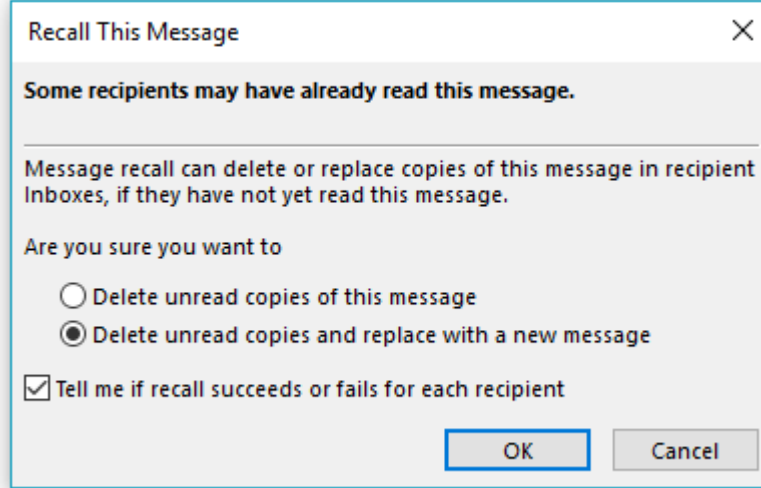 Recall This Message
Some recipients may have already read this message.
Message recall can delete or replace copies of this message in recipient
Inboxes, if they have not yet read this message.
Are you sure you want to
Delete unread copies of this message
Delete unread copies and replace with a new message
Tell me if recall succeeds or fails for each recipient
OK Cancel